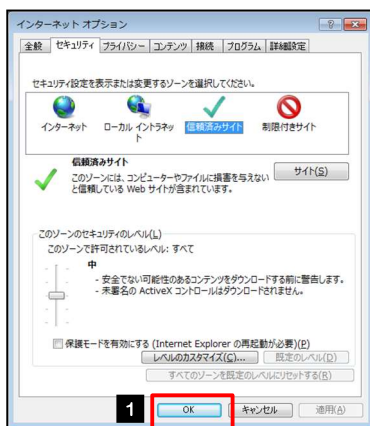 インターネット オプション
全般 セキュリティ プライバシー コンテンツ 接続 プログラム 詳細設定
セキュリティ設定を表示または変更するゾーンを選択してください。
インターネット ローカル イントラネッ 信頼済みサイト 制限付きサイト
ト
信頼済みサイト
このゾーンには、コンピューターやファイルに損害を与えない
と信頼している Web サイトが含まれています。
サイト(S)
このゾーンのセキュリティのレベル(L)
このゾーンで許可されているレベル: すべて
中
- 安全でない可能性のあるコンテンツをダウンロードする前に警告します。
- 未署名の ActiveX コントロールはダウンロードされません。
保護モードを有効にする (Internet Explorer の再起動が必要)(P)
レベルのカスタマイズ(C)... 既定のレベル(D)
すべてのゾーンを既定のレベルにリセットする(R)
1 OK キャンセル 適用(A)